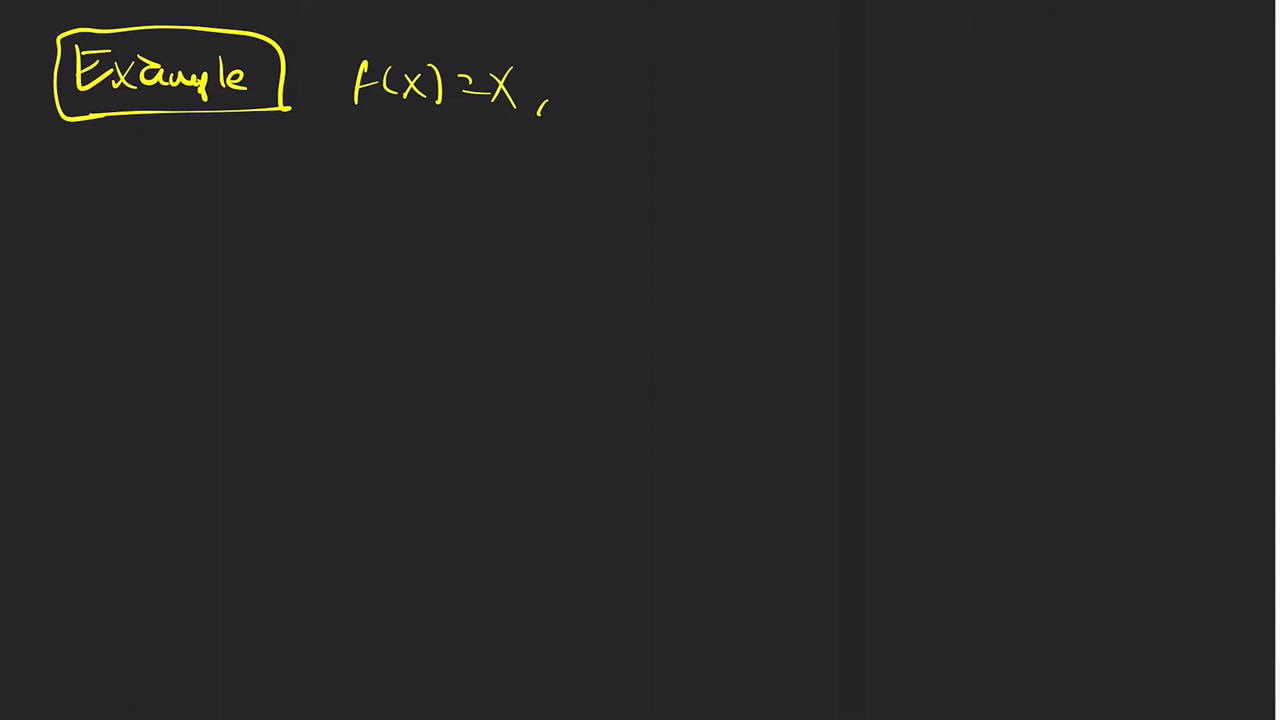 Example f(x) = x,